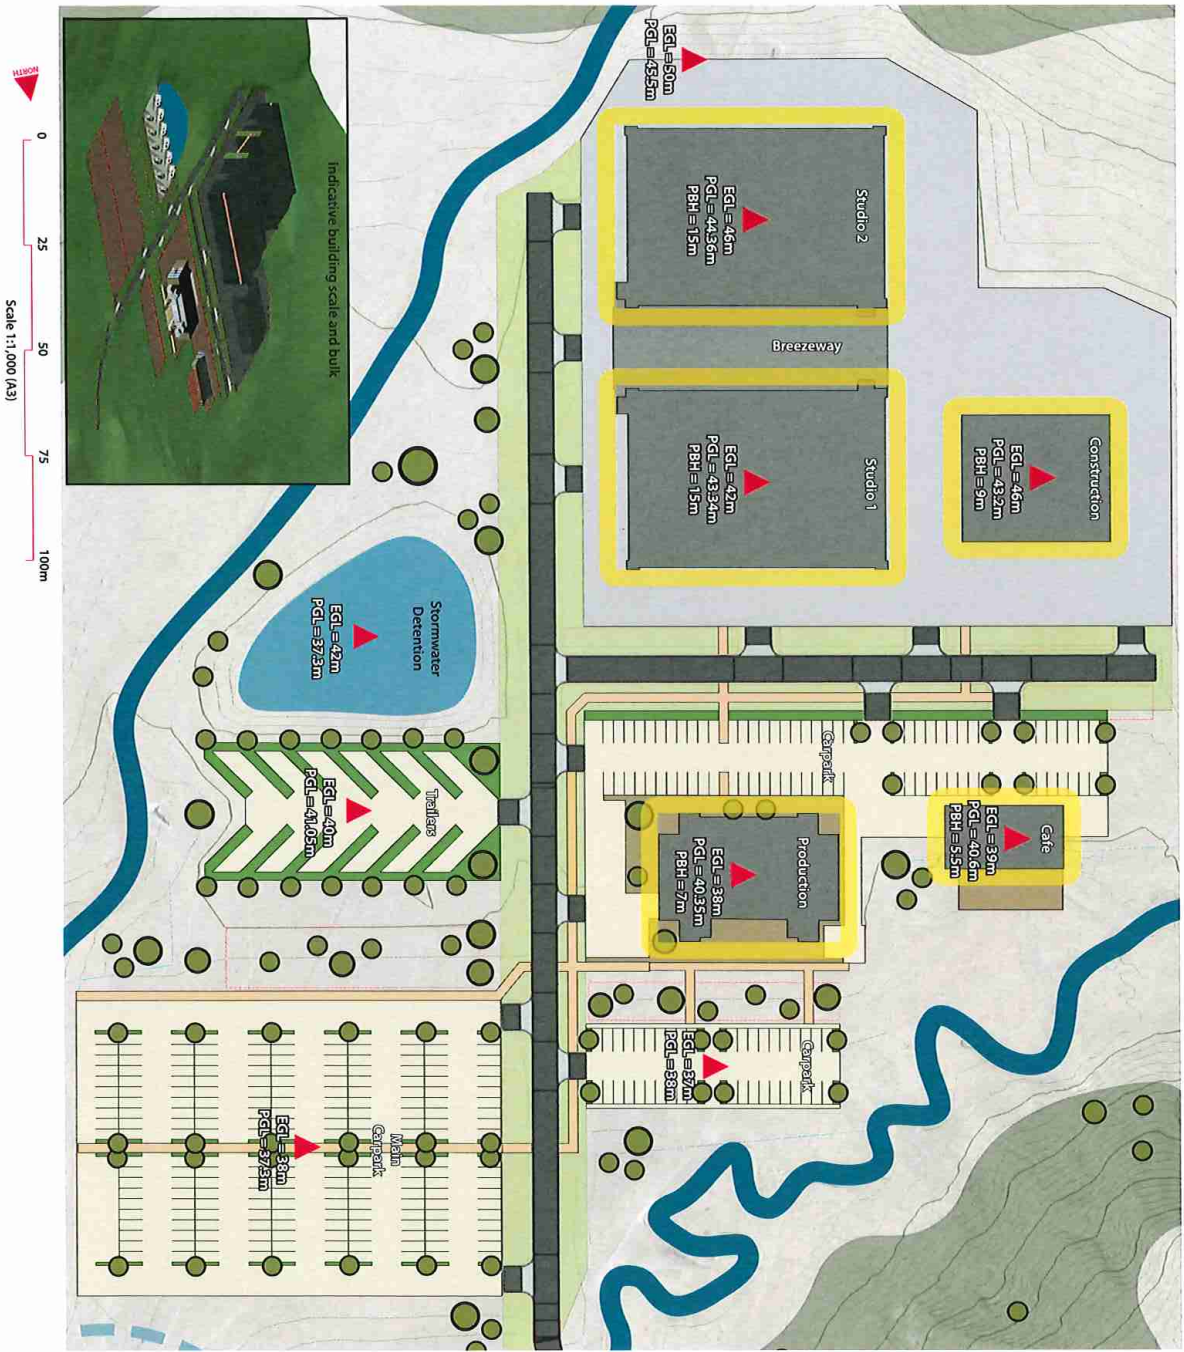 EGL = 50m
PGL = 45.5m
Studio 2
EGL = 46m
PGL = 44.36m
PBH = 15m
Breezeway
Studio 1
EGL = 42m
PGL = 43.34m
PBH = 15m
Construction
EGL = 46m
PGL = 43.2m
PBH = 9m
Carpark
Cafe
EGL = 39m
PGL = 40.6m
PBH = 5.5m
Production
EGL = 38m
PGL = 40.35m
PBH = 7m
Carpark
EGL = 37m
PGL = 38m
Stormwater
Detention
EGL = 42m
PGL = 37.3m
Trailers
EGL = 40m
PGL = 41.05m
Main
Carpark
EGL = 38m
PGL = 37.3m
Indicative building scale and bulk
NORTH
0
25
50
75
100m
Scale 1:1,000 (A3)